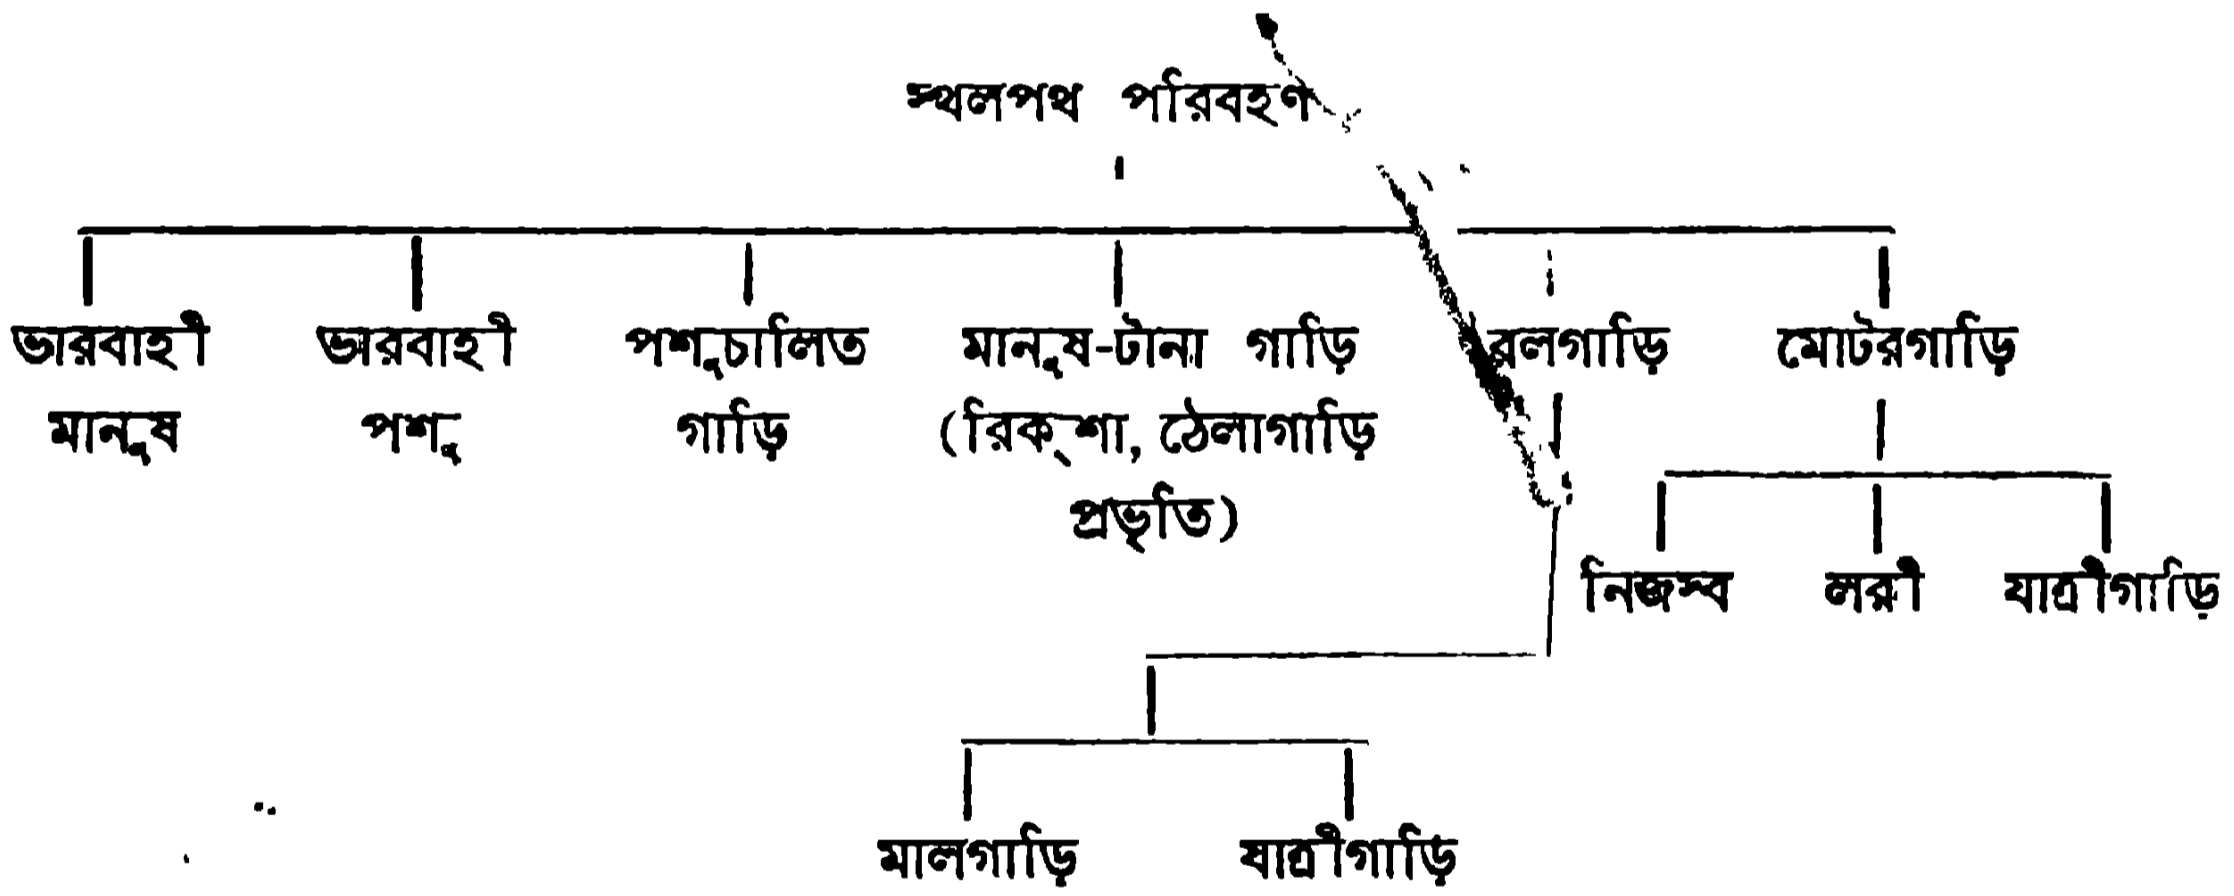 স্থলপথ পরিবহণ
ভারবাহী ভারবাহী পশুচালিত মানুষ-টানা গাড়ি রেলগাড়ি মোটরগাড়ি
মানুষ পশু গাড়ি (রিক্‌শা, ঠেলাগাড়ি
প্রভৃতি)
নিজস্ব লরী যাত্রীগাড়ি
মালগাড়ি যাত্রীগাড়ি